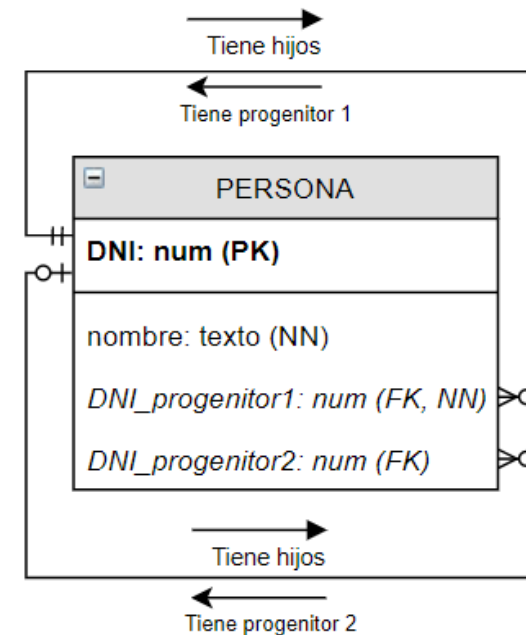 Tiene hijos
Tiene progenitor 1
PERSONA
DNI: num (PK)
nombre: texto (NN)
DNI_progenitor1: num (FK, NN)
DNI_progenitor2: num (FK)
Tiene hijos
Tiene progenitor 2